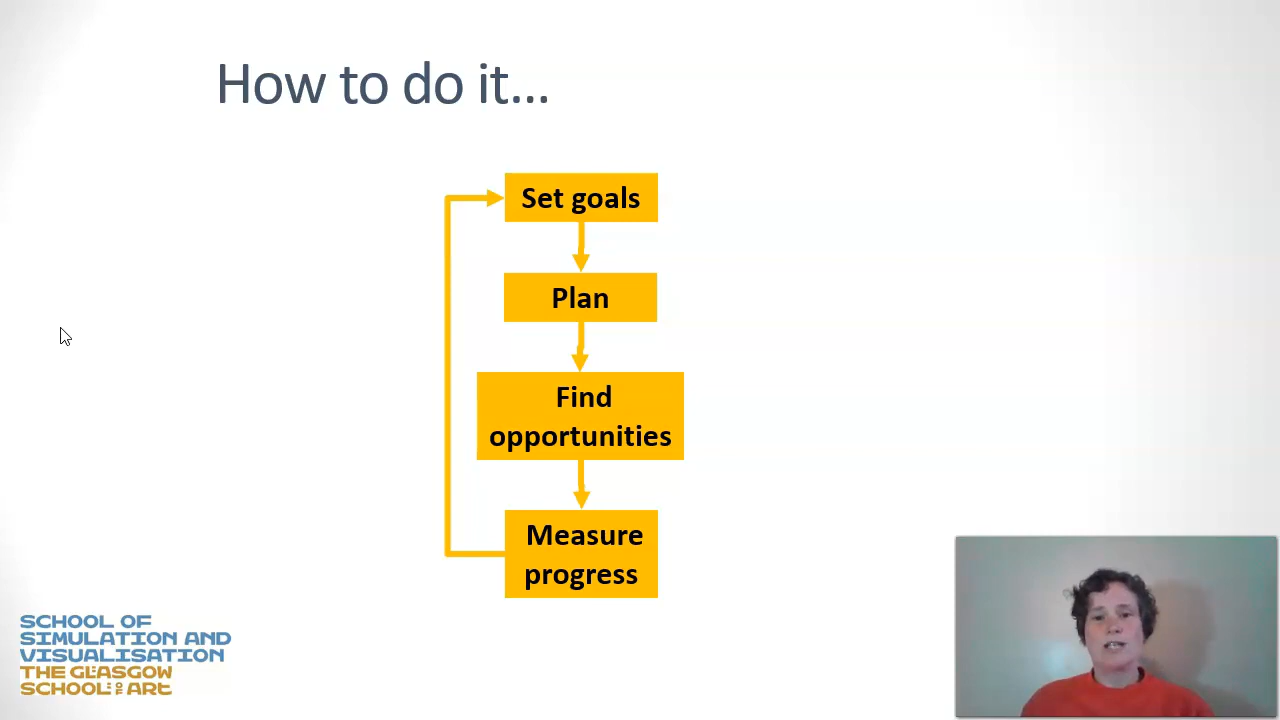 How to do it...
Set goals
Plan
Find
opportunities
Measure
progress
SCHOOL OF
SIMULATION AND
VISUALISATION
THE GLASGOW
SCHOOL OF ART